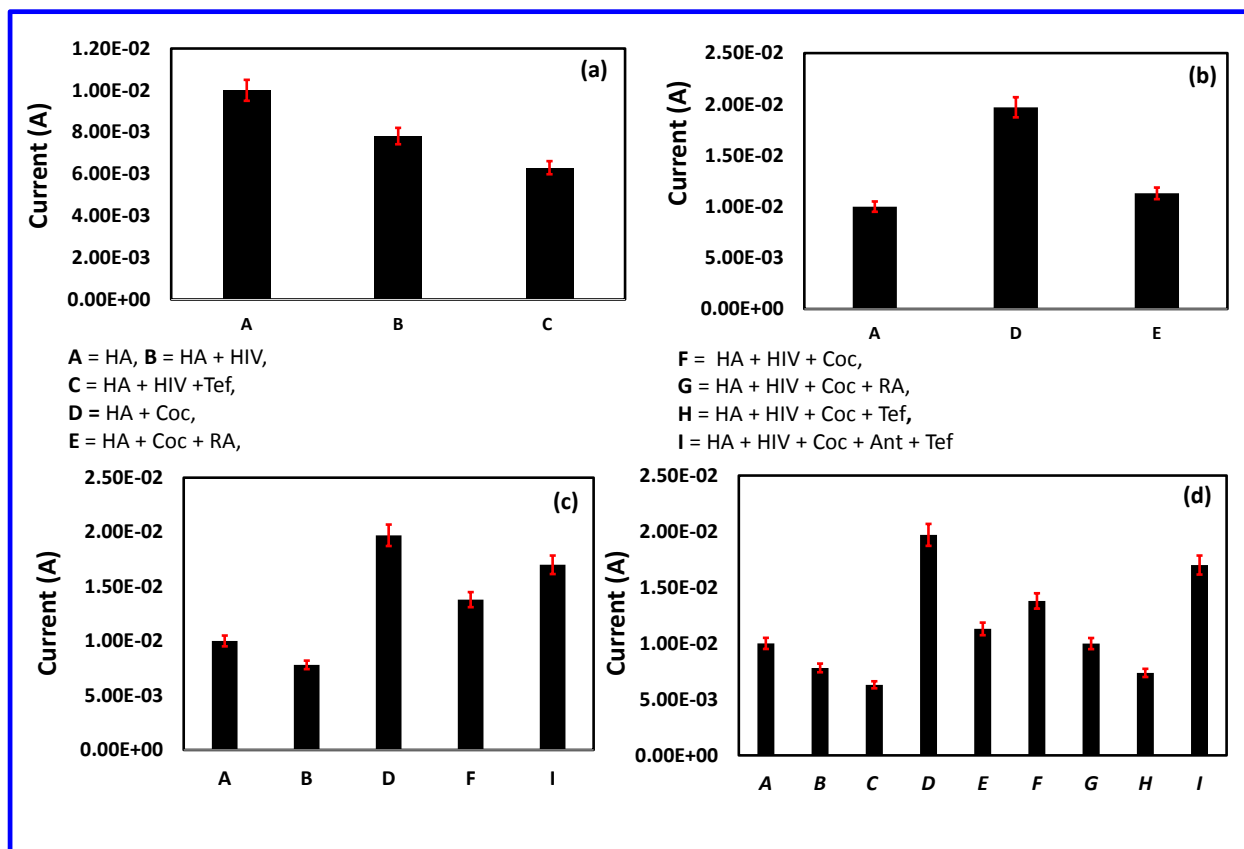 1.20E-02
1.00E-02
8.00E-03
6.00E-03
4.00E-03
2.00E-03
0.00E+00
Current (A)
(a)
A B C
2.50E-02
2.00E-02
1.50E-02
1.00E-02
5.00E-03
0.00E+00
Current (A)
(b)
A D E
A = HA, B = HA + HIV,
C = HA + HIV +Tef,
D = HA + Coc,
E = HA + Coc + RA,
F = HA + HIV + Coc,
G = HA + HIV + Coc + RA,
H = HA + HIV + Coc + Tef,
I = HA + HIV + Coc + Ant + Tef
2.50E-02
2.00E-02
1.50E-02
1.00E-02
5.00E-03
0.00E+00
Current (A)
(c)
A B D F I
2.50E-02
2.00E-02
1.50E-02
1.00E-02
5.00E-03
0.00E+00
Current (A)
(d)
A B C D E F G H I